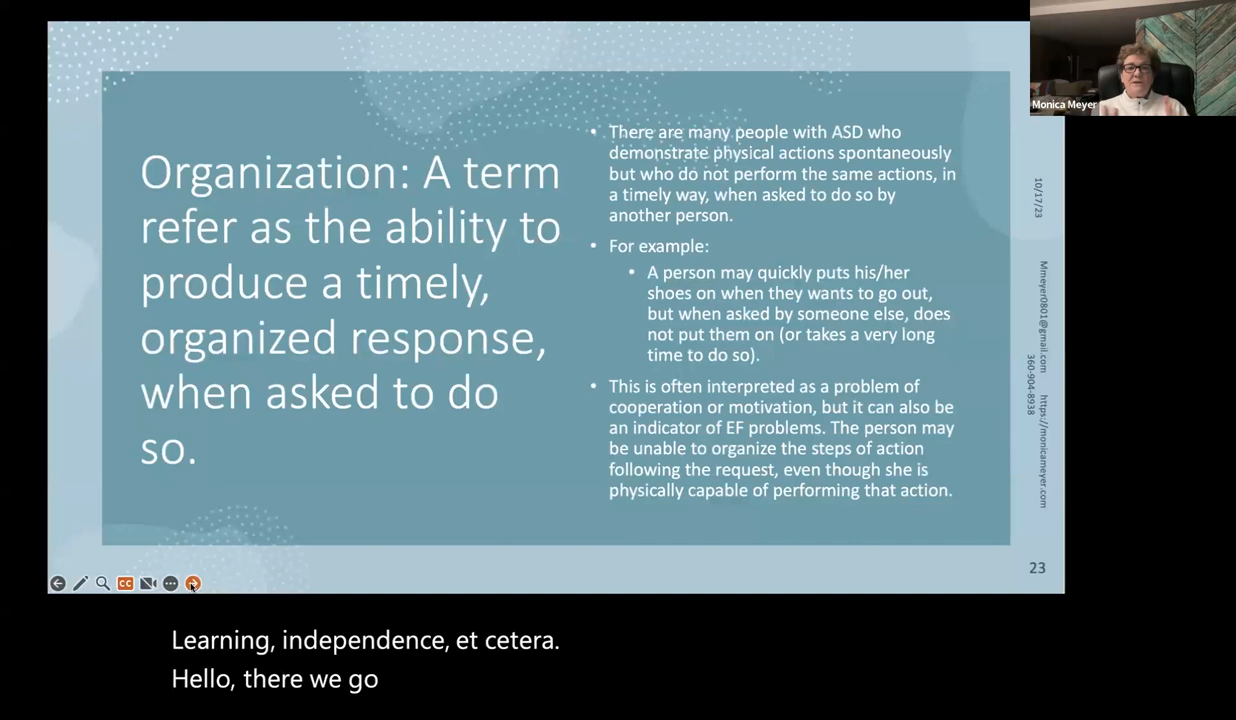 Organization: A term
refer as the ability to
produce a timely,
organized response,
when asked to do
so.
• There are many people with ASD who
demonstrate physical actions spontaneously
but who do not perform the same actions, in
a timely way, when asked to do so by
another person.
• For example:
• A person may quickly puts his/her
shoes on when they wants to go out,
but when asked by someone else, does
not put them on (or takes a very long
time to do so).
• This is often interpreted as a problem of
cooperation or motivation, but it can also be
an indicator of EF problems. The person may
be unable to organize the steps of action
following the request, even though she is
physically capable of performing that action.
10/17/23
Mmeyer0801@gmail.com https://monicameyer.com
360-904-8938
23
Monica Meyer
CC
Learning, independence, et cetera.
Hello, there we go